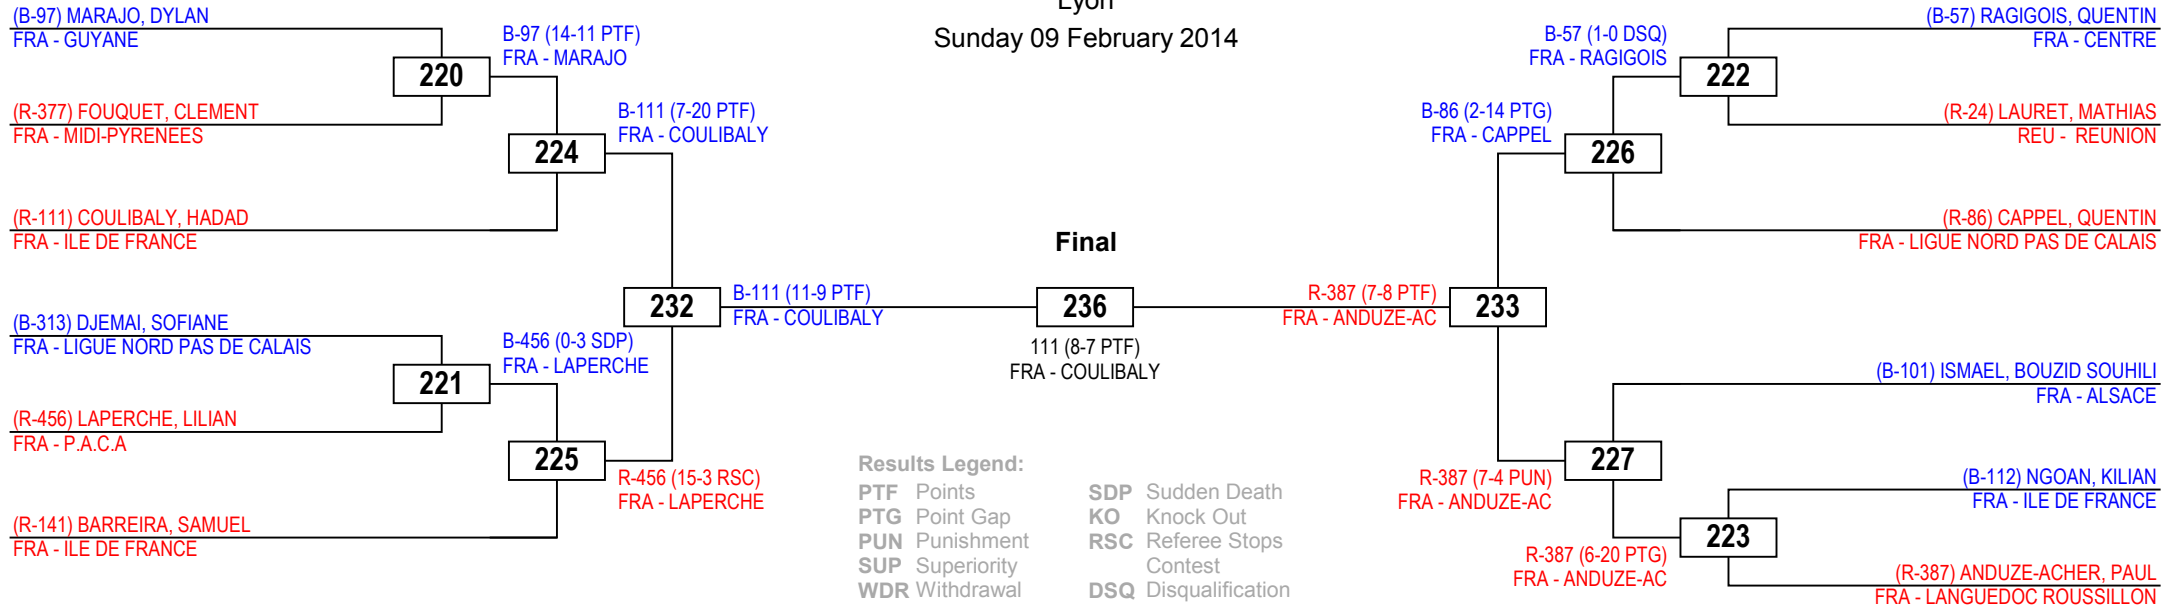 Lyon
Sunday 09 February 2014
(B-97) MARAJO, DYLAN
FRA - GUYANE
B-97 (14-11 PTF)
FRA - MARAJO
220
(R-377) FOUQUET, CLEMENT
FRA - MIDI-PYRENEES
B-111 (7-20 PTF)
FRA - COULIBALY
224
(R-111) COULIBALY, HADAD
FRA - ILE DE FRANCE
232
B-111 (11-9 PTF)
FRA - COULIBALY
(B-313) DJEMAI, SOFIANE
FRA - LIGUE NORD PAS DE CALAIS
B-456 (0-3 SDP)
FRA - LAPERCHE
221
(R-456) LAPERCHE, LILIAN
FRA - P.A.C.A
225
R-456 (15-3 RSC)
FRA - LAPERCHE
(R-141) BARREIRA, SAMUEL
FRA - ILE DE FRANCE
Final
236
111 (8-7 PTF)
FRA - COULIBALY
(B-57) RAGIGOIS, QUENTIN
FRA - CENTRE
B-57 (1-0 DSQ)
FRA - RAGIGOIS
222
(R-24) LAURET, MATHIAS
REU - REUNION
B-86 (2-14 PTG)
FRA - CAPPEL
226
(R-86) CAPPEL, QUENTIN
FRA - LIGUE NORD PAS DE CALAIS
R-387 (7-8 PTF)
FRA - ANDUZE-AC
233
(B-101) ISMAEL, BOUZID SOUHILI
FRA - ALSACE
227
R-387 (7-4 PUN)
FRA - ANDUZE-AC
(B-112) NGOAN, KILIAN
FRA - ILE DE FRANCE
223
R-387 (6-20 PTG)
FRA - ANDUZE-AC
(R-387) ANDUZE-ACHER, PAUL
FRA - LANGUEDOC ROUSSILLON
Results Legend:
PTF Points
PTG Point Gap
PUN Punishment
SUP Superiority
WDR Withdrawal
SDP Sudden Death
KO Knock Out
RSC Referee Stops
Contest
DSQ Disqualification